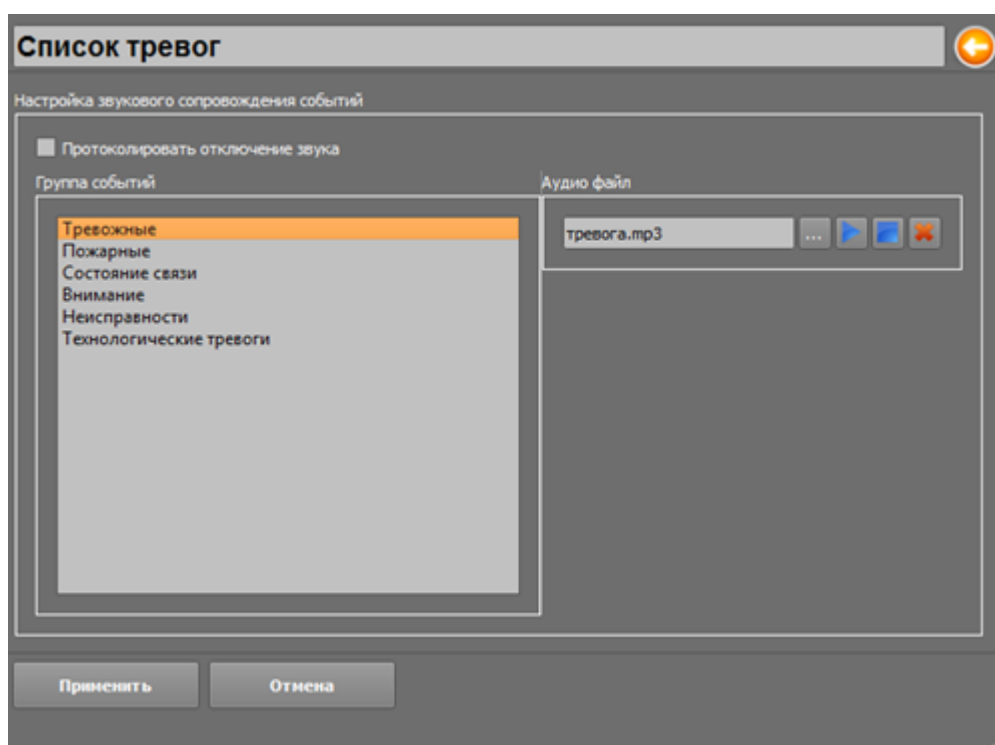 Список тревог
Настройка звукового сопровождения событий
Протоколировать отключение звука
Группа событий
Аудио файл
Тревожные
Пожарные
Состояние связи
Внимание
Неисправности
Технологические тревоги
тревога.mp3
...
Применить
Отмена